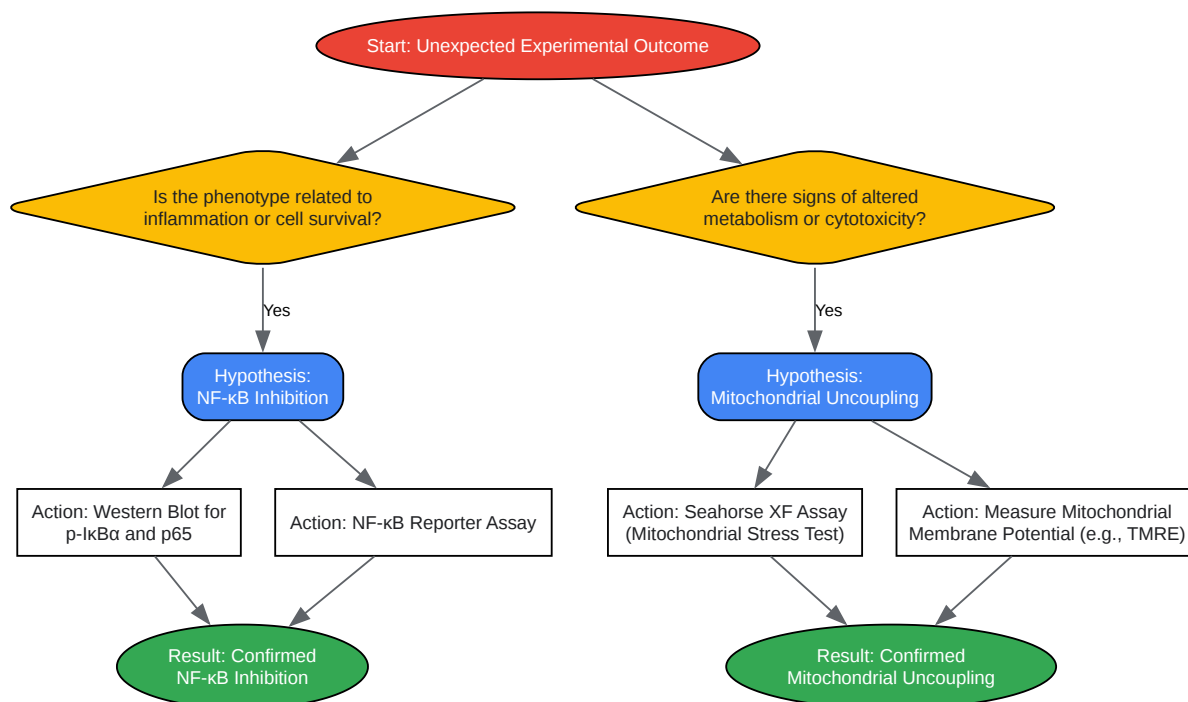 Start: Unexpected Experimental Outcome
Is the phenotype related to
inflammation or cell survival?
Are there signs of altered
metabolism or cytotoxicity?
Yes
Yes
Hypothesis:
NF-κB Inhibition
Hypothesis:
Mitochondrial Uncoupling
Action: Western Blot for
p-IκBα and p65
Action: NF-κB Reporter Assay
Action: Seahorse XF Assay
(Mitochondrial Stress Test)
Action: Measure Mitochondrial
Membrane Potential (e.g., TMRE)
Result: Confirmed
NF-κB Inhibition
Result: Confirmed
Mitochondrial Uncoupling